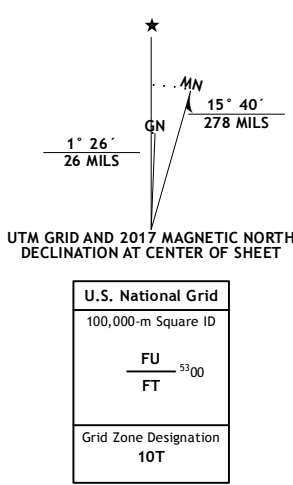 ★
MN
GN
15° 40´
278 MILS
1° 26´
26 MILS
UTM GRID AND 2017 MAGNETIC NORTH
DECLINATION AT CENTER OF SHEET
U.S. National Grid
100,000-m Square ID
FU
5300
FT
Grid Zone Designation
10T